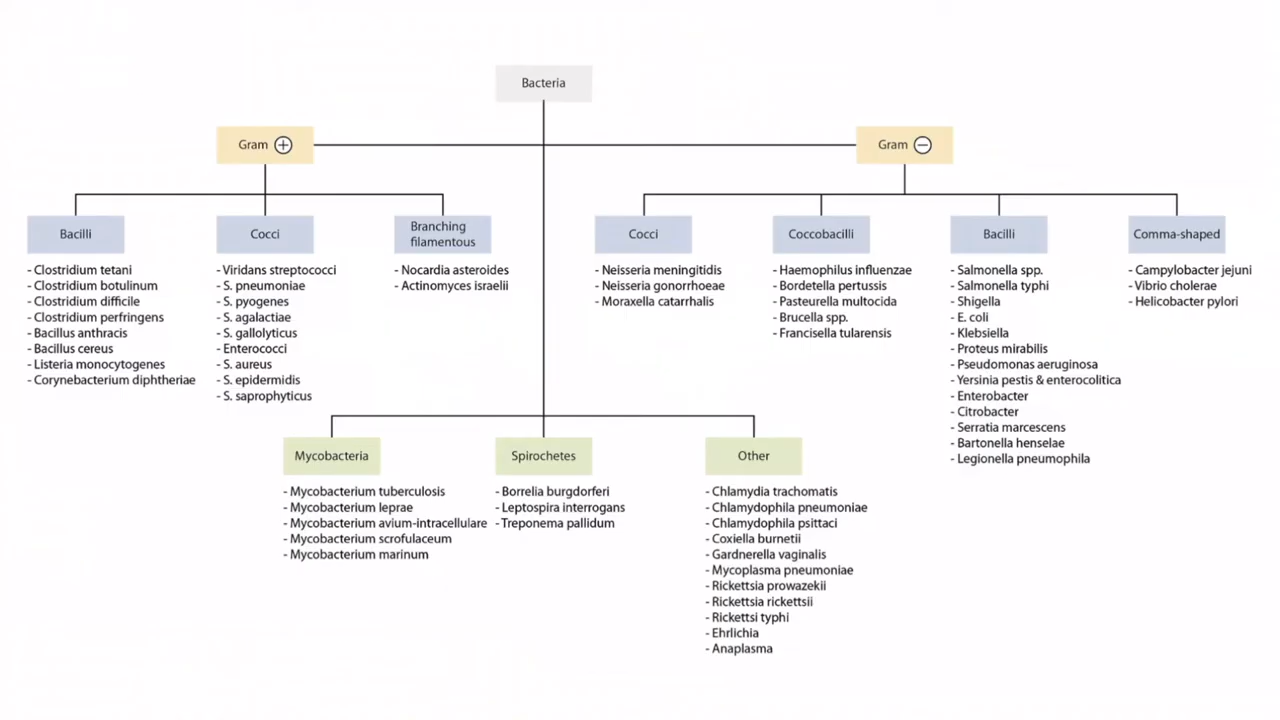 Bacteria
Gram +
Gram −
Bacilli
- Clostridium tetani
- Clostridium botulinum
- Clostridium difficile
- Clostridium perfringens
- Bacillus anthracis
- Bacillus cereus
- Listeria monocytogenes
- Corynebacterium diphtheriae
Cocci
- Viridans streptococci
- S. pneumoniae
- S. pyogenes
- S. agalactiae
- S. gallolyticus
- Enterococci
- S. aureus
- S. epidermidis
- S. saprophyticus
Branching
filamentous
- Nocardia asteroides
- Actinomyces israelii
Cocci
- Neisseria meningitidis
- Neisseria gonorrhoeae
- Moraxella catarrhalis
Coccobacilli
- Haemophilus influenzae
- Bordetella pertussis
- Pasteurella multocida
- Brucella spp.
- Francisella tularensis
Bacilli
- Salmonella spp.
- Salmonella typhi
- Shigella
- E. coli
- Klebsiella
- Proteus mirabilis
- Pseudomonas aeruginosa
- Yersinia pestis & enterocolitica
- Enterobacter
- Citrobacter
- Serratia marcescens
- Bartonella henselae
- Legionella pneumophila
Comma-shaped
- Campylobacter jejuni
- Vibrio cholerae
- Helicobacter pylori
Mycobacteria
- Mycobacterium tuberculosis
- Mycobacterium leprae
- Mycobacterium avium-intracellulare
- Mycobacterium scrofulaceum
- Mycobacterium marinum
Spirochetes
- Borrelia burgdorferi
- Leptospira interrogans
- Treponema pallidum
Other
- Chlamydia trachomatis
- Chlamydophila pneumoniae
- Chlamydophila psittaci
- Coxiella burnetii
- Gardnerella vaginalis
- Mycoplasma pneumoniae
- Rickettsia prowazekii
- Rickettsia rickettsii
- Rickettsi typhi
- Ehrlichia
- Anaplasma